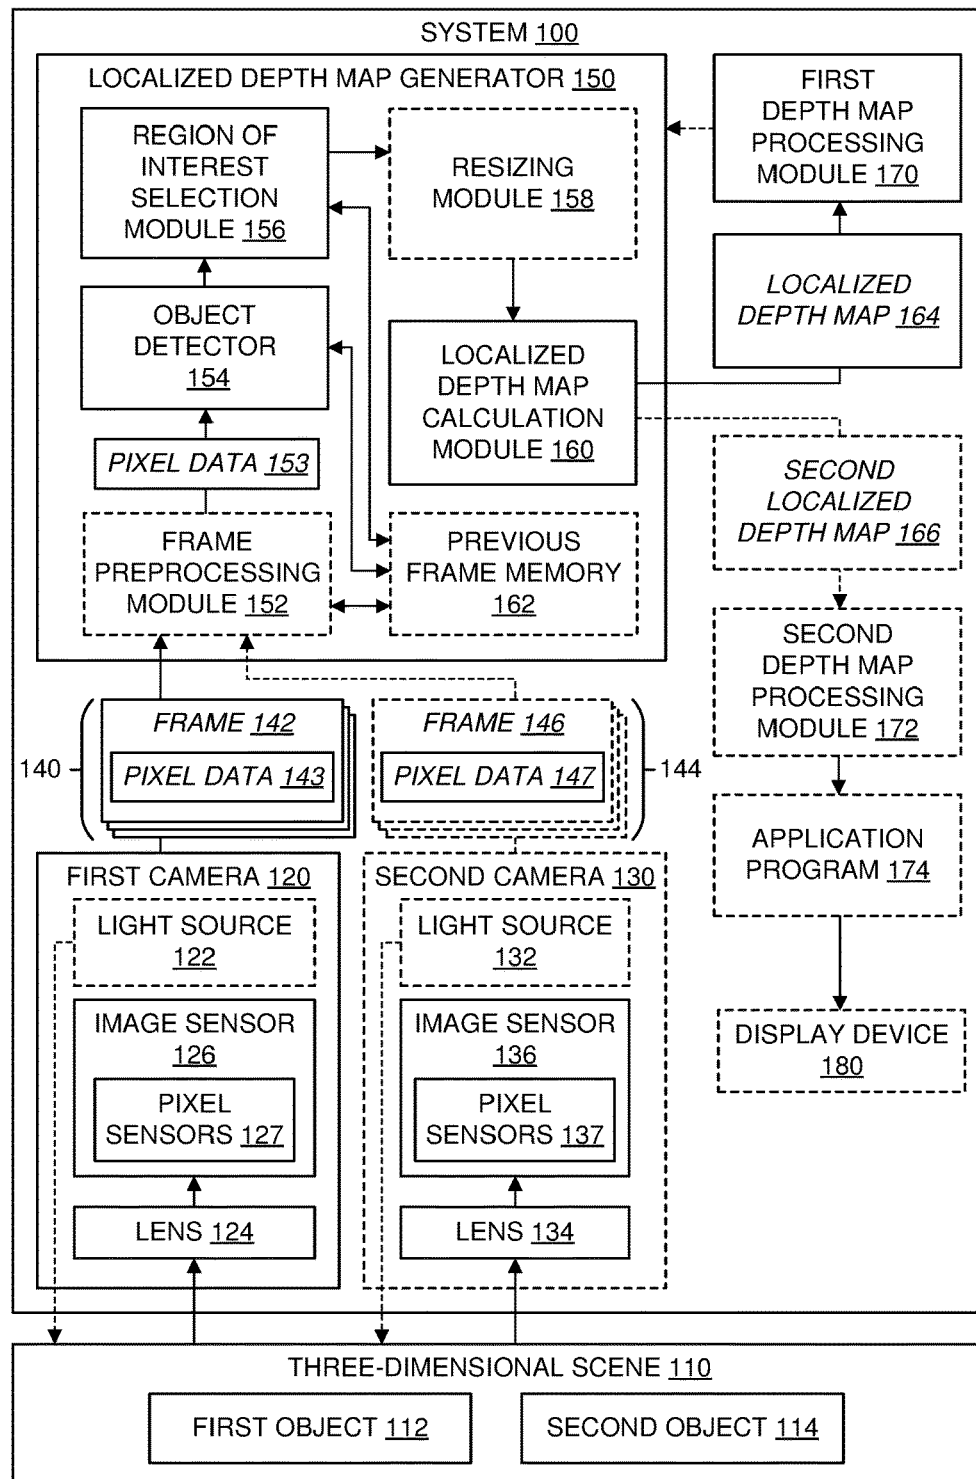 SYSTEM 100
LOCALIZED DEPTH MAP GENERATOR 150
REGION OF
INTEREST
SELECTION
MODULE 156
RESIZING
MODULE 158
FIRST
DEPTH MAP
PROCESSING
MODULE 170
LOCALIZED
DEPTH MAP 164
OBJECT
DETECTOR
154
LOCALIZED
DEPTH MAP
CALCULATION
MODULE 160
PIXEL DATA 153
SECOND
LOCALIZED
DEPTH MAP 166
FRAME
PREPROCESSING
MODULE 152
PREVIOUS
FRAME MEMORY
162
SECOND
DEPTH MAP
PROCESSING
MODULE 172
140
FRAME 142
PIXEL DATA 143
FRAME 146
PIXEL DATA 147
144
APPLICATION
PROGRAM 174
FIRST CAMERA 120
LIGHT SOURCE
122
IMAGE SENSOR
126
PIXEL
SENSORS 127
LENS 124
SECOND CAMERA 130
LIGHT SOURCE
132
IMAGE SENSOR
136
PIXEL
SENSORS 137
LENS 134
DISPLAY DEVICE
180
THREE-DIMENSIONAL SCENE 110
FIRST OBJECT 112
SECOND OBJECT 114